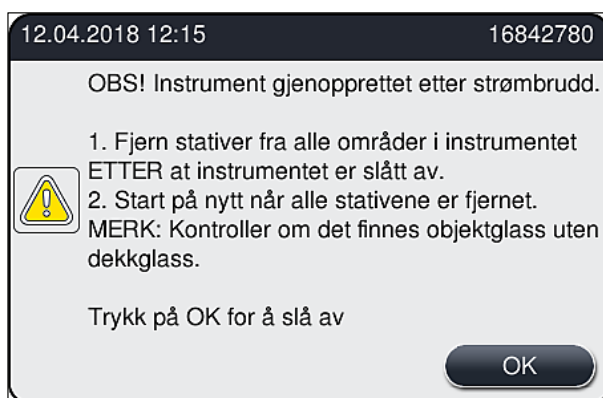 12.04.2018 12:15 16842780
OBS! Instrument gjenopprettet etter strømbrudd.
1. Fjern stativer fra alle områder i instrumentet
ETTER at instrumentet er slått av.
2. Start på nytt når alle stativene er fjernet.
MERK: Kontroller om det finnes objektglass uten
dekkglass.
Trykk på OK for å slå av
OK